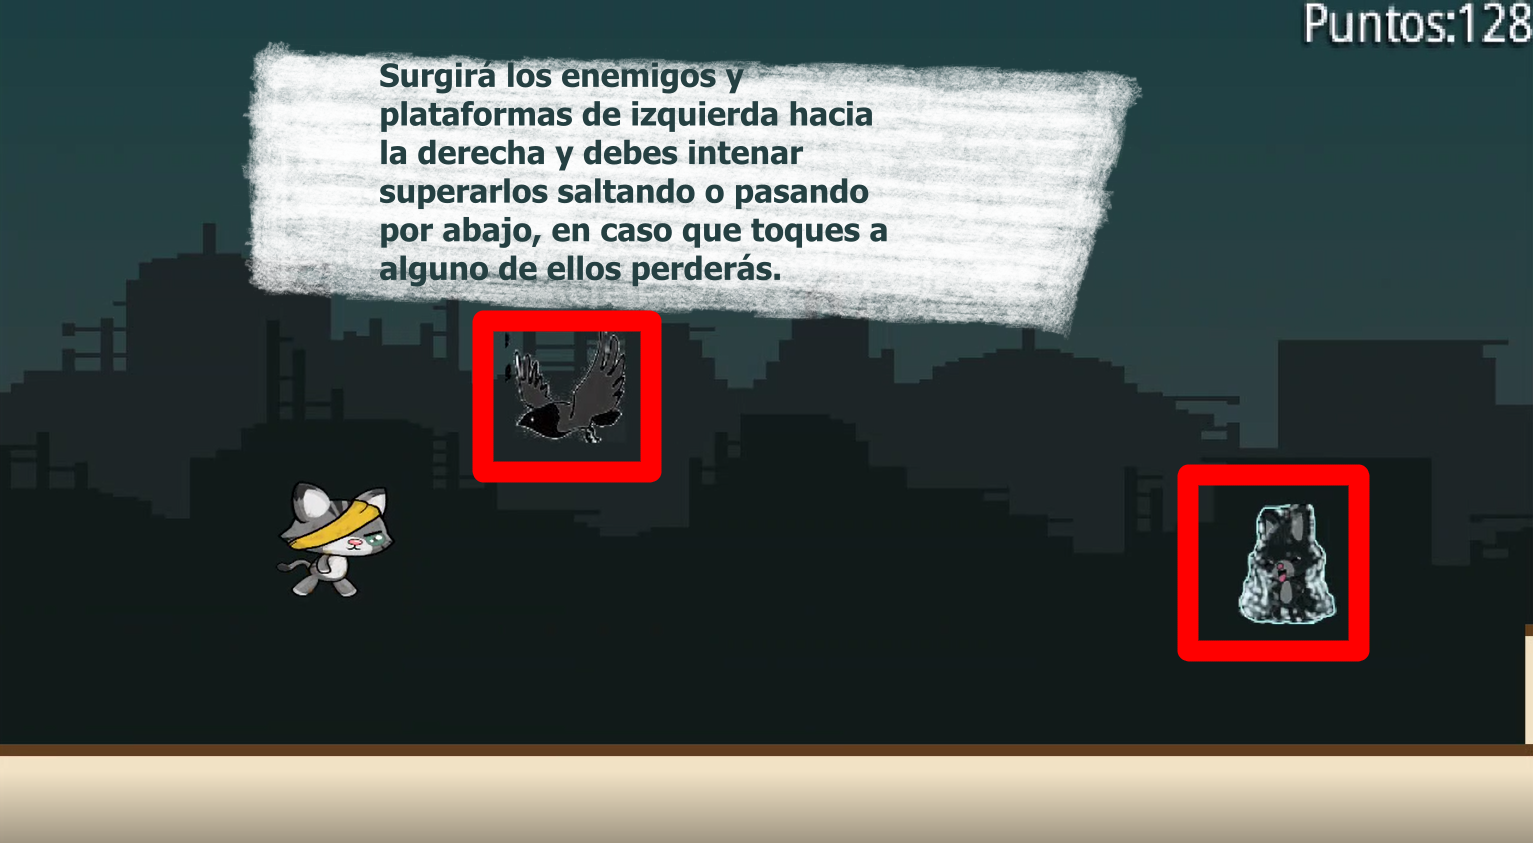 Puntos:128
Surgirá los enemigos y
plataformas de izquierda hacia
la derecha y debes intenar
superarlos saltando o pasando
por abajo, en caso que toques a
alguno de ellos perderás.